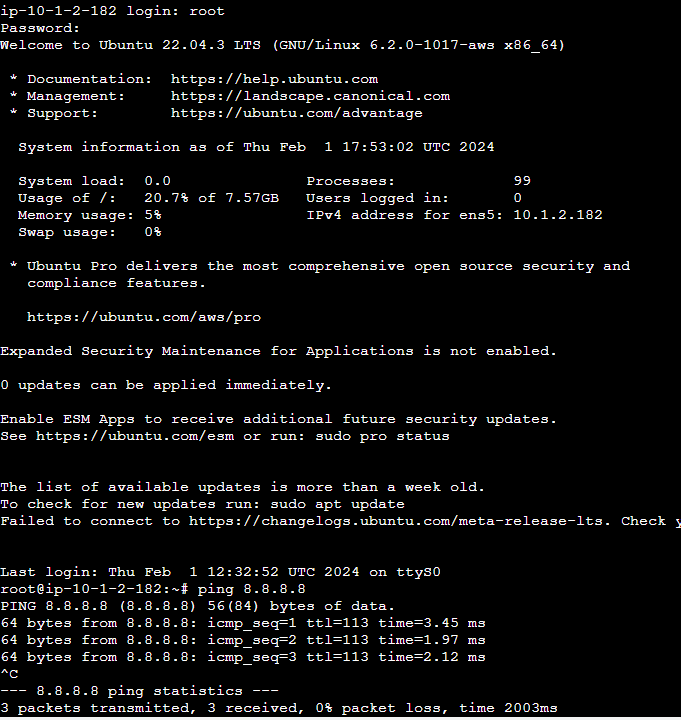 ip-10-1-2-182 login: root
Password:
Welcome to Ubuntu 22.04.3 LTS (GNU/Linux 6.2.0-1017-aws x86_64)
* Documentation:  https://help.ubuntu.com
* Management:     https://landscape.canonical.com
* Support:        https://ubuntu.com/advantage
System information as of Thu Feb  1 17:53:02 UTC 2024
System load:  0.0               Processes:             99
Usage of /:   20.7% of 7.57GB   Users logged in:       0
Memory usage: 5%                IPv4 address for ens5: 10.1.2.182
Swap usage:   0%
* Ubuntu Pro delivers the most comprehensive open source security and
compliance features.
https://ubuntu.com/aws/pro
Expanded Security Maintenance for Applications is not enabled.
0 updates can be applied immediately.
Enable ESM Apps to receive additional future security updates.
See https://ubuntu.com/esm or run: sudo pro status
The list of available updates is more than a week old.
To check for new updates run: sudo apt update
Failed to connect to https://changelogs.ubuntu.com/meta-release-lts. Check
Last login: Thu Feb  1 12:32:52 UTC 2024 on ttyS0
root@ip-10-1-2-182:~# ping 8.8.8.8
PING 8.8.8.8 (8.8.8.8) 56(84) bytes of data.
64 bytes from 8.8.8.8: icmp_seq=1 ttl=113 time=3.45 ms
64 bytes from 8.8.8.8: icmp_seq=2 ttl=113 time=1.97 ms
64 bytes from 8.8.8.8: icmp_seq=3 ttl=113 time=2.12 ms
^C
--- 8.8.8.8 ping statistics ---
3 packets transmitted, 3 received, 0% packet loss, time 2003ms